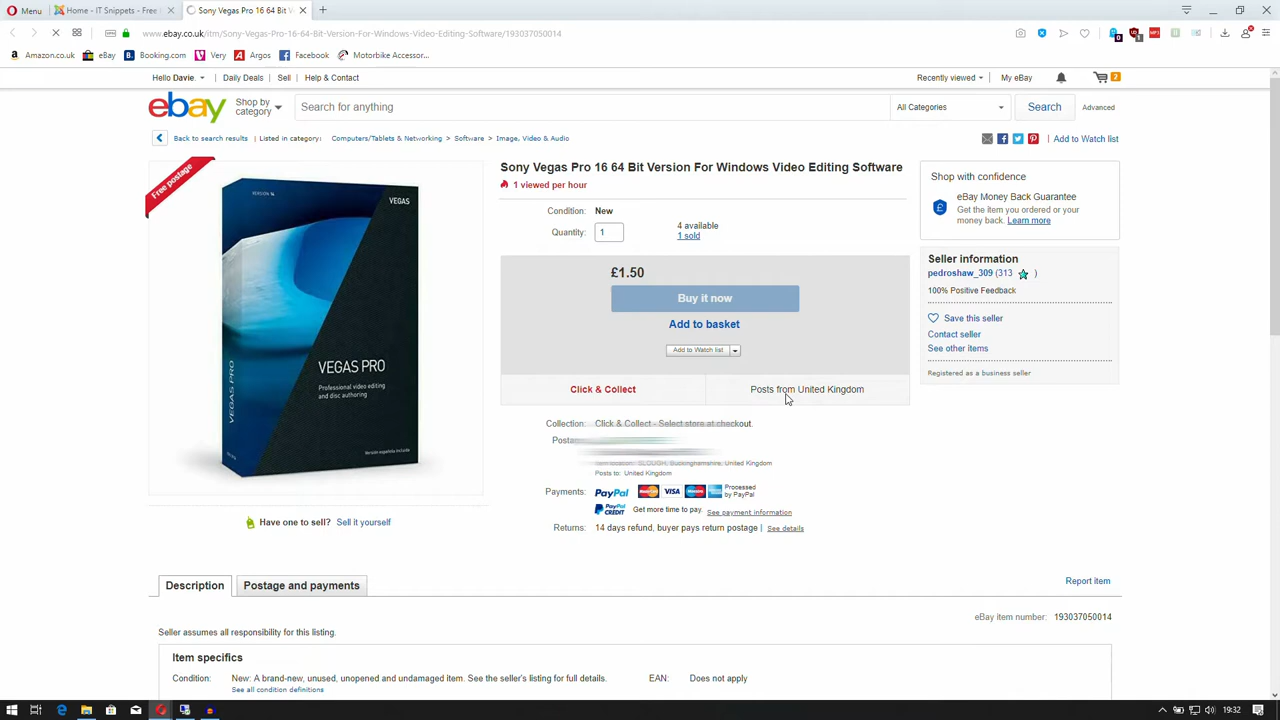 Menu
Home - IT Snippets - Free
Sony Vegas Pro 16 64 Bit V
www.ebay.co.uk/itm/Sony-Vegas-Pro-16-64-Bit-Version-For-Windows-Video-Editing-Software/193037050014
Amazon.co.uk eBay Booking.com Very Argos Facebook Motorbike Accessor...
Hello Davie. Daily Deals Sell Help & Contact Recently viewed My eBay 2
ebay Shop by category Search for anything All Categories Search Advanced
Back to search results Listed in category: Computers/Tablets & Networking > Software > Image, Video & Audio Add to Watch list
Free postage
VERSION 16
VEGAS
VEGAS PRO
VEGAS PRO
Professional video editing
and disc authoring
Versión española incluida
Have one to sell? Sell it yourself
Sony Vegas Pro 16 64 Bit Version For Windows Video Editing Software
1 viewed per hour
Condition: New
Quantity: 1 4 available
1 sold
£1.50
Buy it now
Add to basket
Add to Watch list
Click & Collect Posts from United Kingdom
Collection: Click & Collect - Select store at checkout.
Item location: SLOUGH, Buckinghamshire, United Kingdom
Posts to: United Kingdom
Payments: PayPal MasterCard VISA Maestro Processed by PayPal
PayPal CREDIT Get more time to pay. See payment information
Returns: 14 days refund, buyer pays return postage | See details
Shop with confidence
eBay Money Back Guarantee
Get the item you ordered or your
money back. Learn more
Seller information
pedroshaw_309 (313 )
100% Positive Feedback
Save this seller
Contact seller
See other items
Registered as a business seller
Description Postage and payments Report item
eBay item number: 193037050014
Seller assumes all responsibility for this listing.
Item specifics
Condition: New: A brand-new, unused, unopened and undamaged item. See the seller's listing for full details. EAN: Does not apply
See all condition definitions
19:32